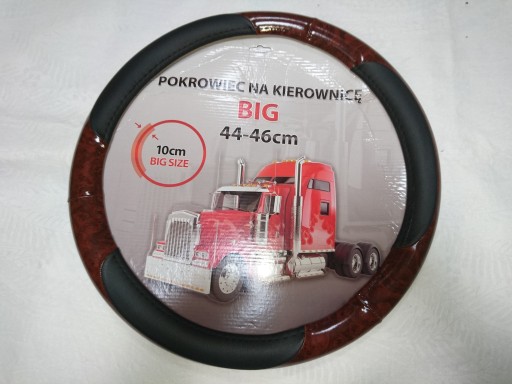 POKROWIEC NA KIEROWNICĘ
BIG
44-46cm
10cm
BIG SIZE